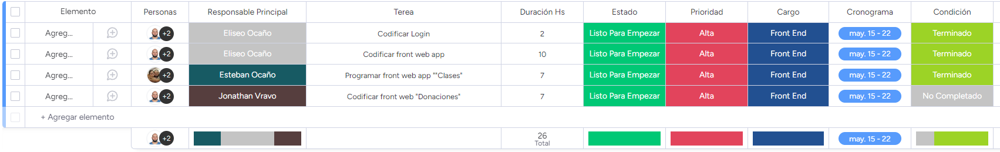 Elemento Personas Responsable Principal Terea Duración Hs Estado Prioridad Cargo Cronograma Condición
Agreg... +2 Eliseo Ocaño Codificar Login 2 Listo Para Empezar Alta Front End may. 15 - 22 Terminado
Agreg... +2 Eliseo Ocaño Codificar front web app 10 Listo Para Empezar Alta Front End may. 15 - 22 Terminado
Agreg... +2 Esteban Ocaño Programar front web app ""Clases" 7 Listo Para Empezar Alta Front End may. 15 - 22 Terminado
Agreg... +2 Jonathan Vravo Codificar front web "Donaciones" 7 Listo Para Empezar Alta Front End may. 15 - 22 No Completado
+ Agregar elemento
+2 26 may. 15 - 22
Total